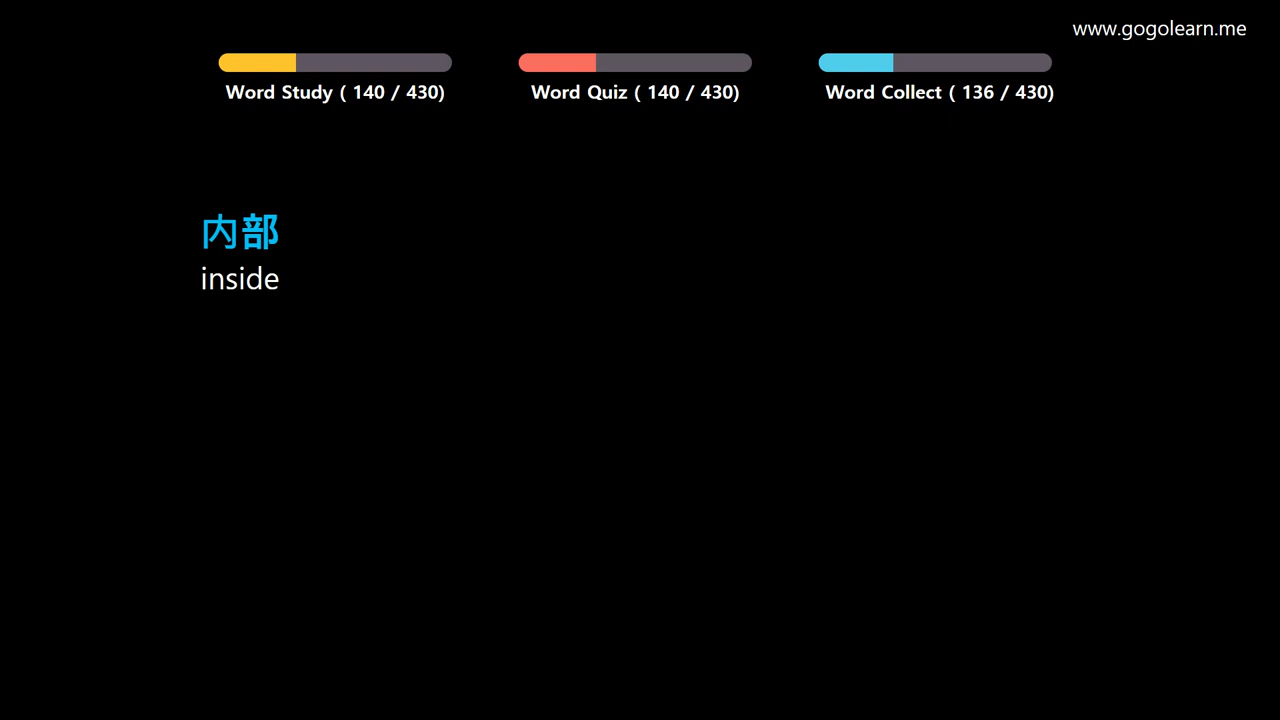 www.gogolearn.me
Word Study ( 140 / 430)
Word Quiz ( 140 / 430)
Word Collect ( 136 / 430)
内部
inside